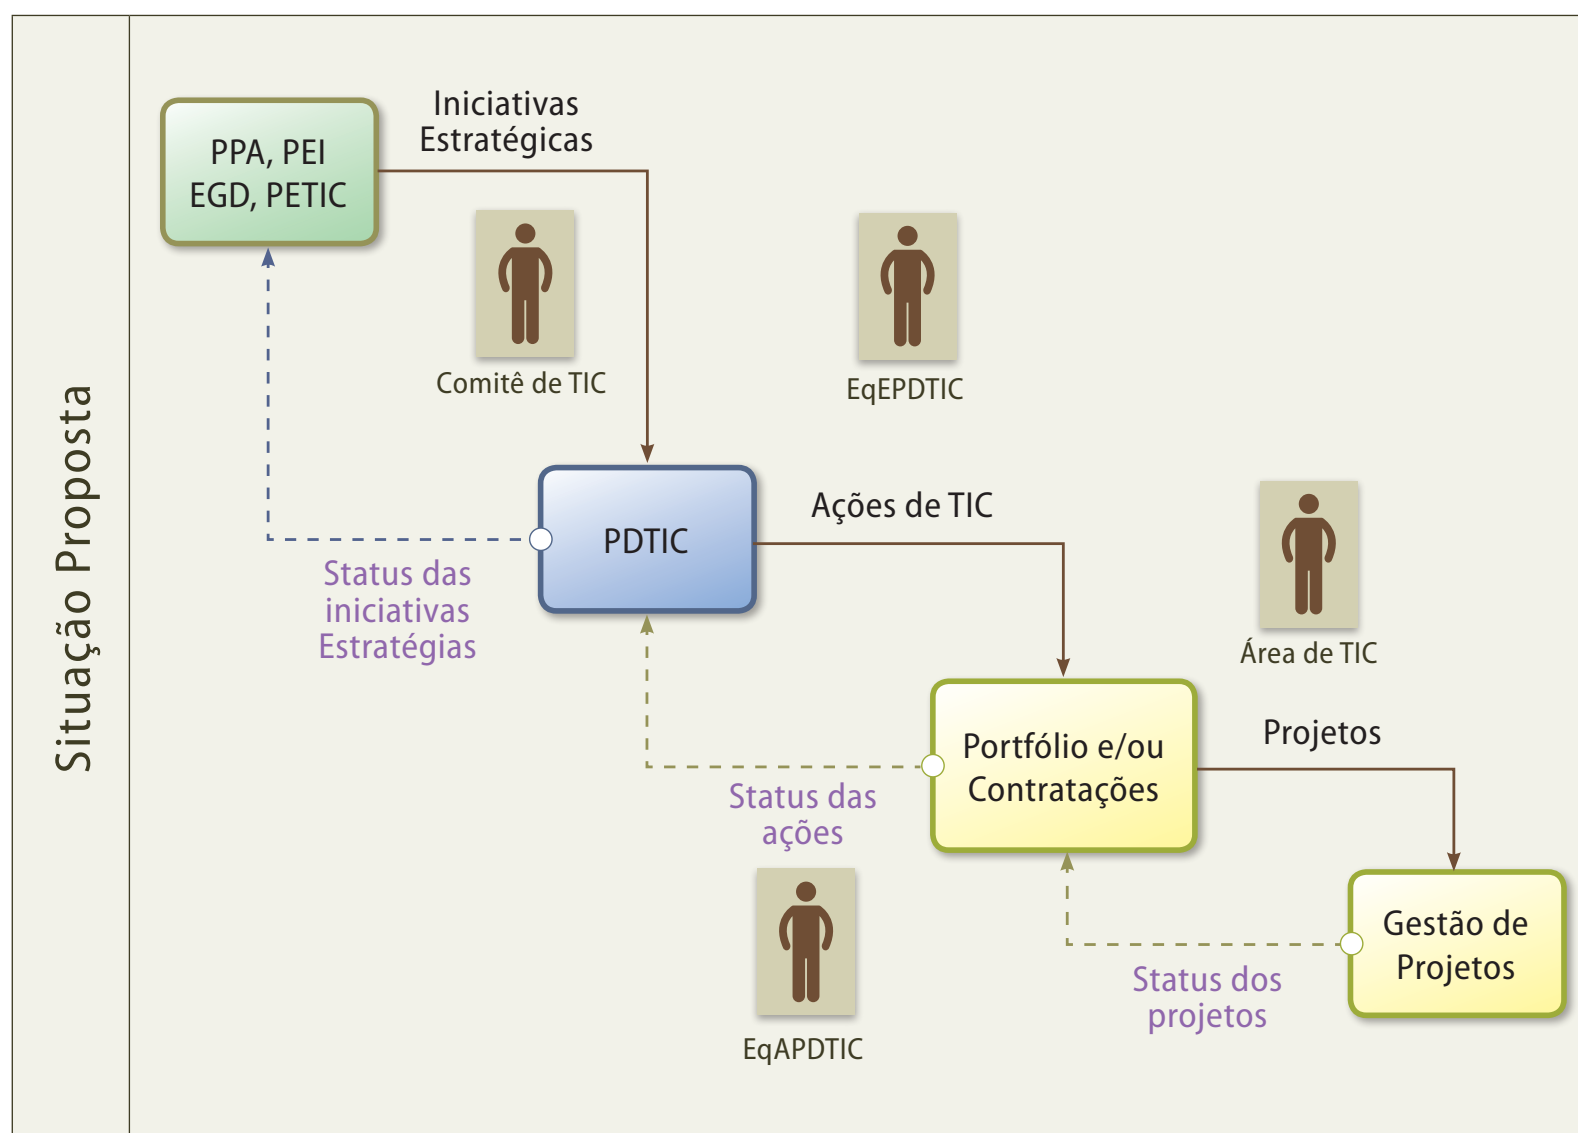 Situação Proposta
Iniciativas
Estratégicas
PPA, PEI
EGD, PETIC
Comitê de TIC
EqEPDTIC
PDTIC
Ações de TIC
Status das
iniciativas
Estratégias
Área de TIC
Portfólio e/ou
Contratações
Projetos
Status das
ações
EqAPDTIC
Gestão de
Projetos
Status dos
projetos